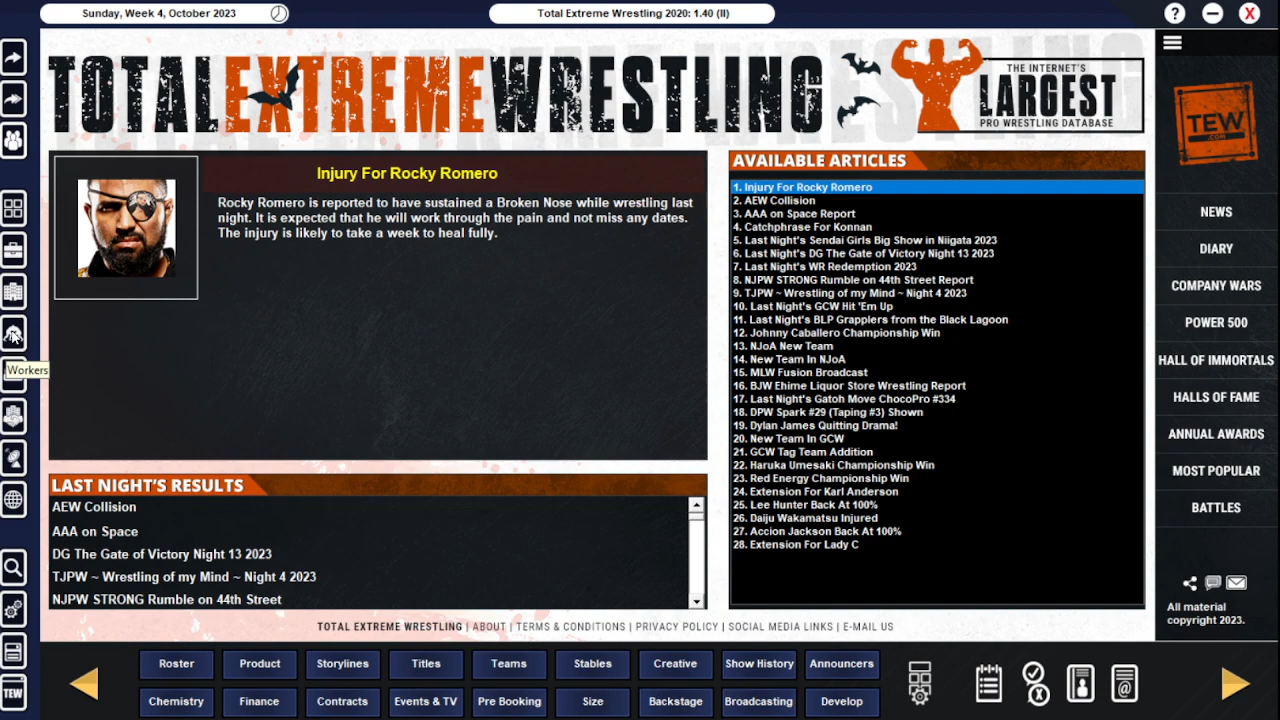 Sunday, Week 4, October 2023
Total Extreme Wrestling 2020: 1.40 (II)
?
X
TOTALEXTREMEWRESTLING
THE INTERNET'S
LARGEST
PRO WRESTLING DATABASE
TEW
.COM
Injury For Rocky Romero
Rocky Romero is reported to have sustained a Broken Nose while wrestling last
night. It is expected that he will work through the pain and not miss any dates.
The injury is likely to take a week to heal fully.
AVAILABLE ARTICLES
1. Injury For Rocky Romero
2. AEW Collision
3. AAA on Space Report
4. Catchphrase For Konnan
5. Last Night's Sendai Girls Big Show in Niigata 2023
6. Last Night's DG The Gate of Victory Night 13 2023
7. Last Night's WR Redemption 2023
8. NJPW STRONG Rumble on 44th Street Report
9. TJPW ~ Wrestling of my Mind ~ Night 4 2023
10. Last Night's GCW Hit 'Em Up
11. Last Night's BLP Grapplers from the Black Lagoon
12. Johnny Caballero Championship Win
13. NJoA New Team
14. New Team In NJoA
15. MLW Fusion Broadcast
16. BJW Ehime Liquor Store Wrestling Report
17. Last Night's Gatoh Move ChocoPro #334
18. DPW Spark #29 (Taping #3) Shown
19. Dylan James Quitting Drama!
20. New Team In GCW
21. GCW Tag Team Addition
22. Haruka Umesaki Championship Win
23. Red Energy Championship Win
24. Extension For Karl Anderson
25. Lee Hunter Back At 100%
26. Daiju Wakamatsu Injured
27. Accion Jackson Back At 100%
28. Extension For Lady C
Workers
LAST NIGHT'S RESULTS
AEW Collision
AAA on Space
DG The Gate of Victory Night 13 2023
TJPW ~ Wrestling of my Mind ~ Night 4 2023
NJPW STRONG Rumble on 44th Street
NEWS
DIARY
COMPANY WARS
POWER 500
HALL OF IMMORTALS
HALLS OF FAME
ANNUAL AWARDS
MOST POPULAR
BATTLES
All material
copyright 2023.
TOTAL EXTREME WRESTLING | ABOUT | TERMS & CONDITIONS | PRIVACY POLICY | SOCIAL MEDIA LINKS | E-MAIL US
Roster
Product
Storylines
Titles
Teams
Stables
Creative
Show History
Announcers
Chemistry
Finance
Contracts
Events & TV
Pre Booking
Size
Backstage
Broadcasting
Develop
TEW